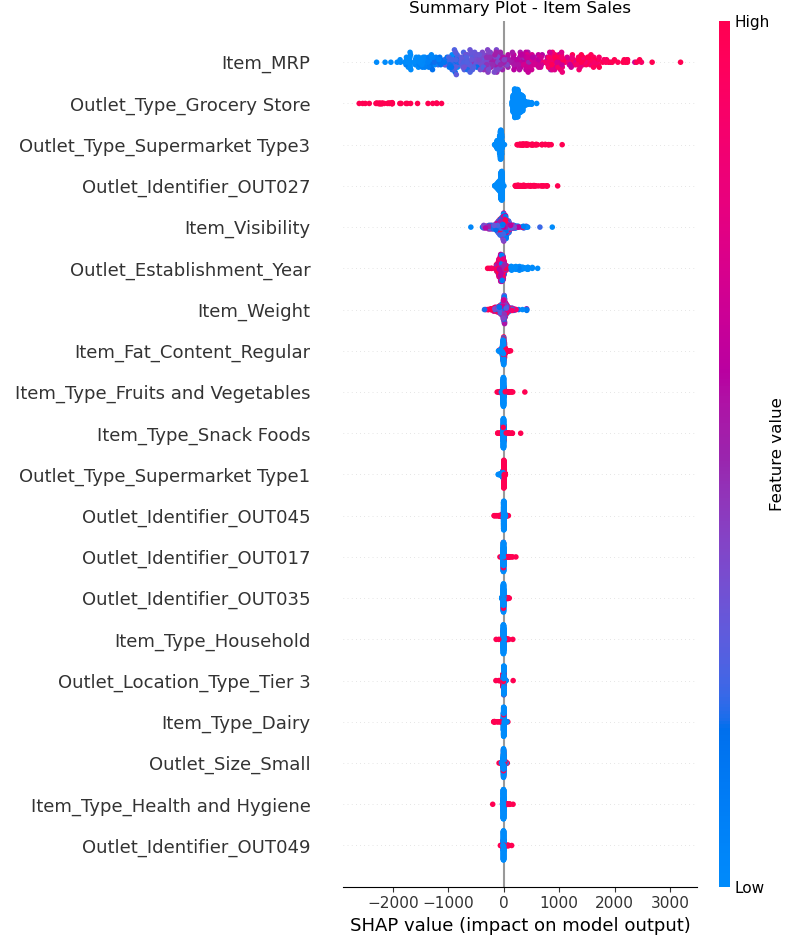 Summary Plot - Item Sales
High
Item_MRP
Outlet_Type_Grocery Store
Outlet_Type_Supermarket Type3
Outlet_Identifier_OUT027
Item_Visibility
Outlet_Establishment_Year
Item_Weight
Item_Fat_Content_Regular
Item_Type_Fruits and Vegetables
Item_Type_Snack Foods
Outlet_Type_Supermarket Type1
Outlet_Identifier_OUT045
Outlet_Identifier_OUT017
Outlet_Identifier_OUT035
Item_Type_Household
Outlet_Location_Type_Tier 3
Item_Type_Dairy
Outlet_Size_Small
Item_Type_Health and Hygiene
Outlet_Identifier_OUT049
Feature value
Low
−2000 −1000 0 1000 2000 3000
SHAP value (impact on model output)